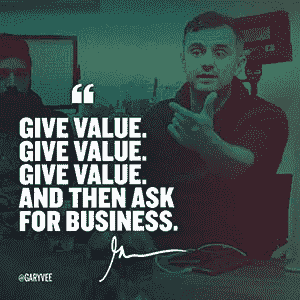 “
GIVE VALUE.
GIVE VALUE.
GIVE VALUE.
AND THEN ASK
FOR BUSINESS.
@GARYVEE